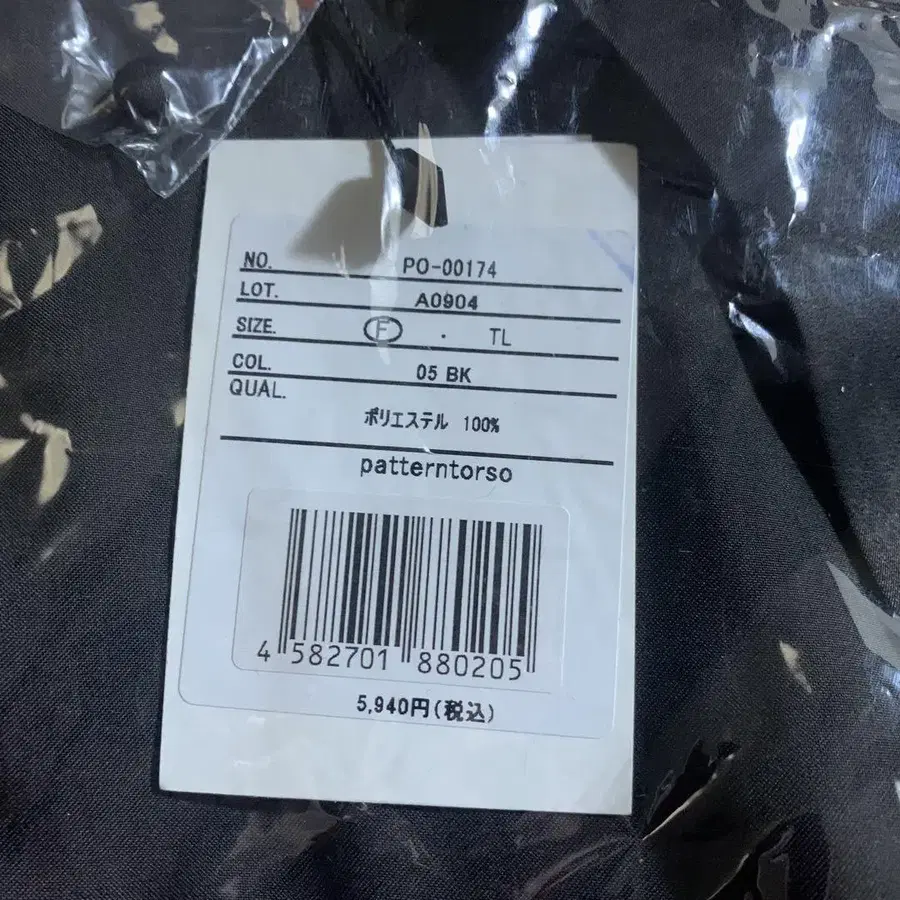 NO. PO-00174
LOT. A0904
SIZE. Ⓕ · TL
COL. 05 BK
QUAL.
ポリエステル 100%
patterntorso
4 582701 880205
5,940円(税込)